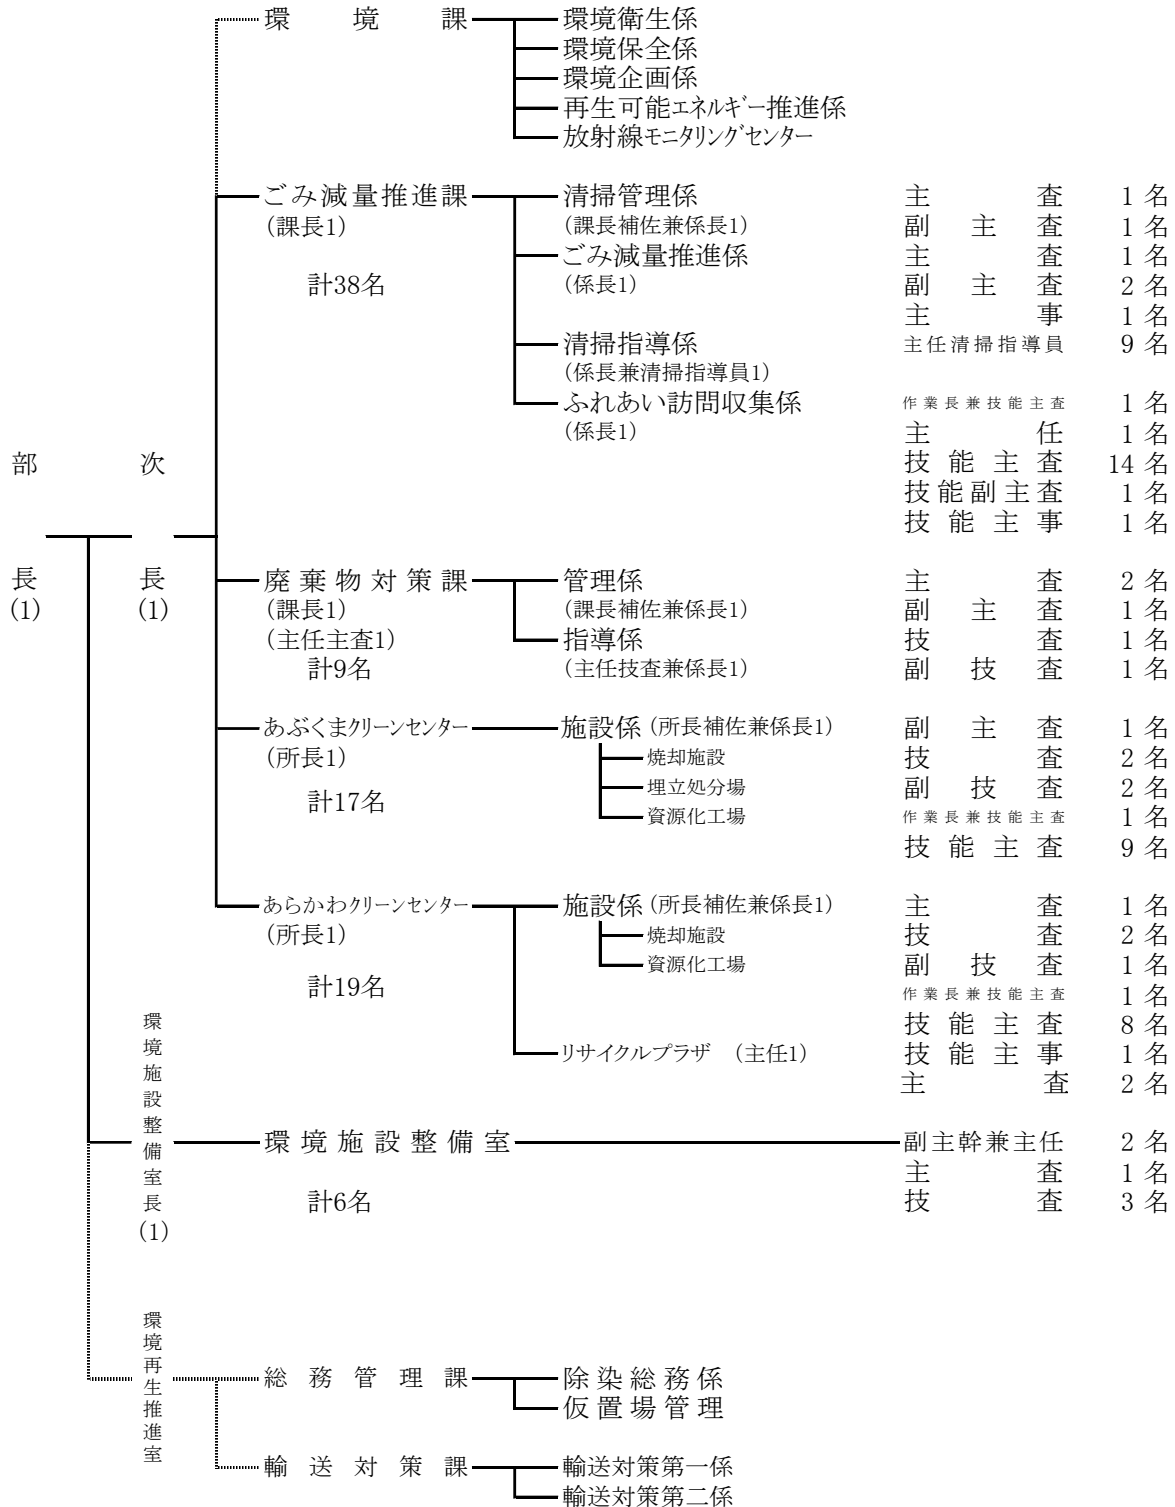 環境課 環境衛生係
環境保全係
環境企画係
再生可能エネルギー推進係
放射線モニタリングセンター
ごみ減量推進課 清掃管理係 主査 1名
(課長1) (課長補佐兼係長1) 副主査 1名
ごみ減量推進係 主査 1名
計38名 (係長1) 副主査 2名
主事 1名
清掃指導係 主任清掃指導員 9名
(係長兼清掃指導員1)
ふれあい訪問収集係 作業長兼技能主査 1名
(係長1) 主任 1名
技能主査 14名
技能副主査 1名
技能主事 1名
部長(1)
次長(1)
廃棄物対策課 管理係 主査 2名
(課長1) (課長補佐兼係長1) 副主査 1名
(主任主査1) 指導係 技査 1名
計9名 (主任技査兼係長1) 副技査 1名
あぶくまクリーンセンター 施設係(所長補佐兼係長1) 副主査 1名
(所長1) 焼却施設 技査 2名
計17名 埋立処分場 副技査 2名
資源化工場 作業長兼技能主査 1名
技能主査 9名
あらかわクリーンセンター 施設係(所長補佐兼係長1) 主査 1名
(所長1) 焼却施設 技査 2名
資源化工場 副技査 1名
計19名 作業長兼技能主査 1名
技能主査 8名
リサイクルプラザ (主任1) 技能主事 1名
主査 2名
環境施設整備室長(1)
環境施設整備室 副主幹兼主任 2名
主査 1名
計6名 技査 3名
環境再生推進室
総務管理課 除染総務係
仮置場管理
輸送対策課 輸送対策第一係
輸送対策第二係